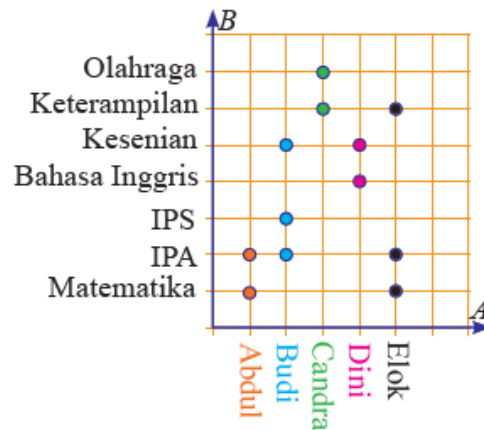 B
Olahraga
Keterampilan
Kesenian
Bahasa Inggris
IPS
IPA
Matematika
A
Abdul
Budi
Candra
Dini
Elok